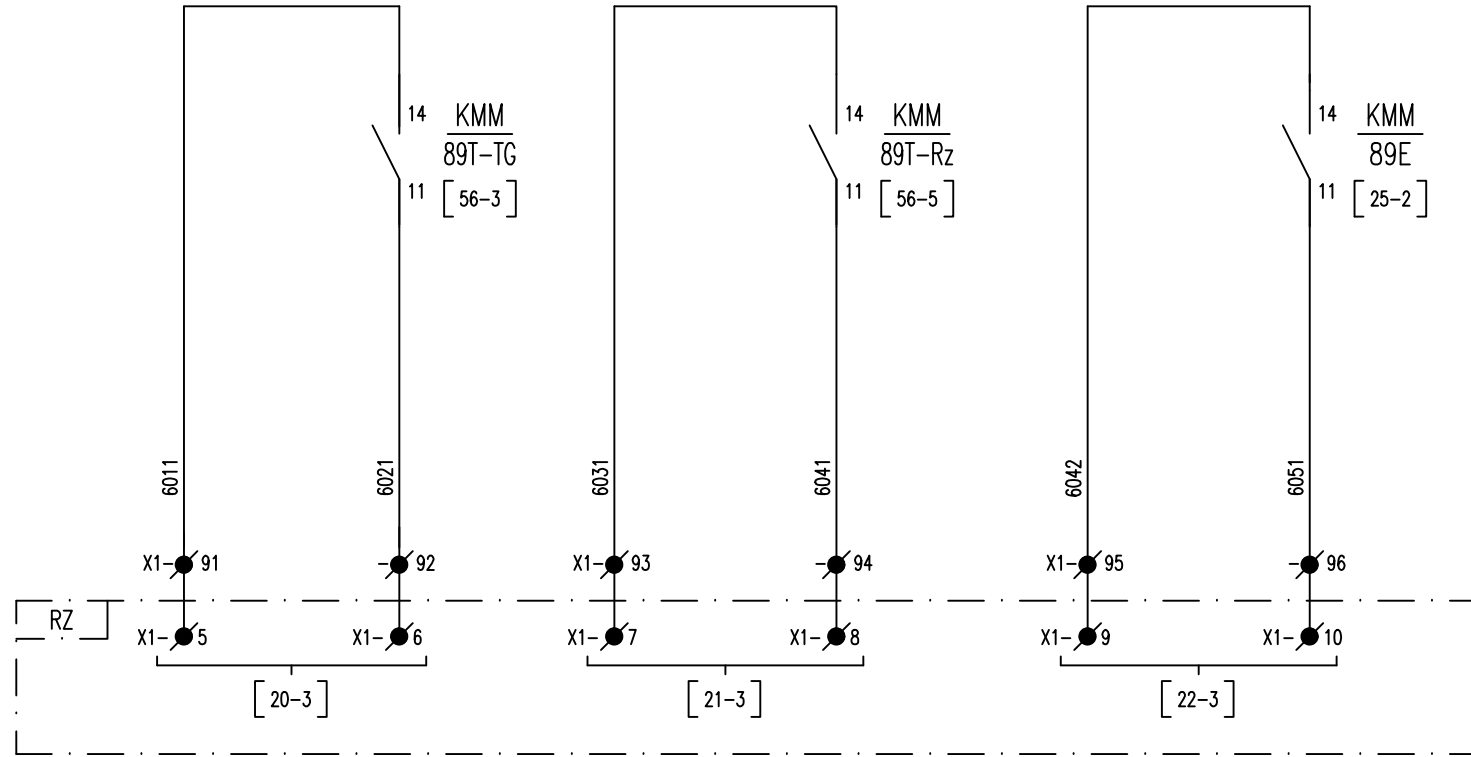 14 KMM
89T-TG
11 [56-3]
14 KMM
89T-Rz
11 [56-5]
14 KMM
89E
11 [25-2]
6011
6021
6031
6041
6042
6051
X1- 91
- 92
X1- 93
- 94
X1- 95
- 96
RZ
X1- 5
X1- 6
X1- 7
X1- 8
X1- 9
X1- 10
[20-3]
[21-3]
[22-3]